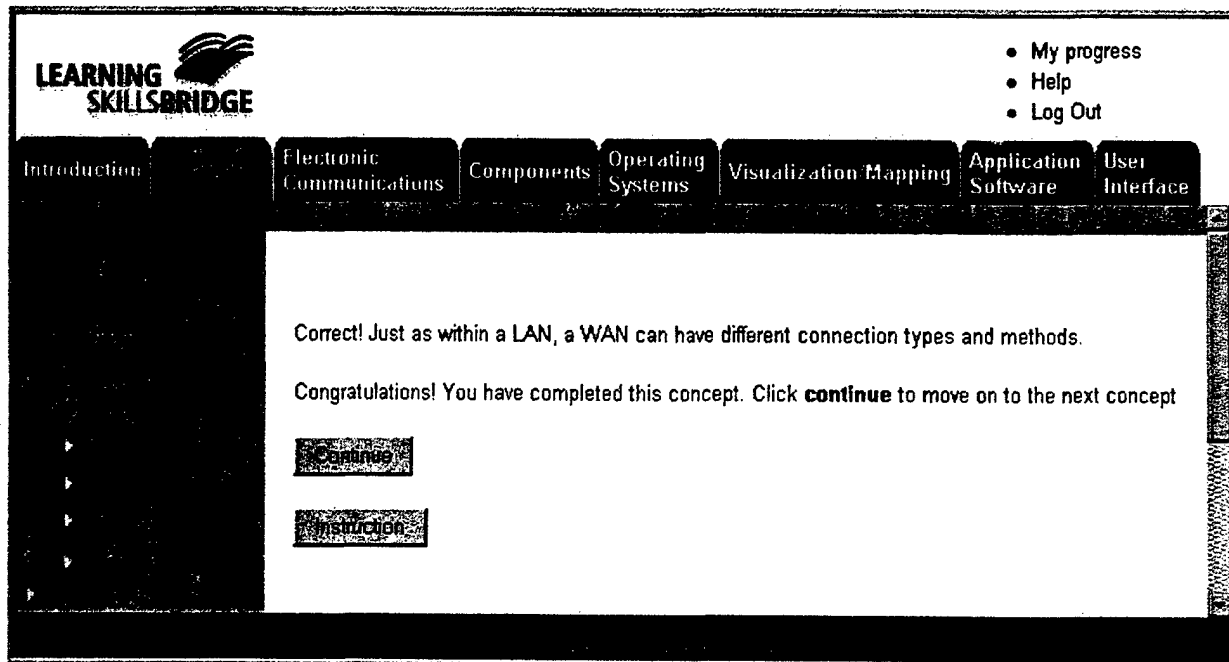 LEARNING
SKILLSBRIDGE
• My progress
• Help
• Log Out
Introduction
Electronic
Communications
Components
Operating
Systems
Visualization/Mapping
Application
Software
User
Interface
Correct! Just as within a LAN, a WAN can have different connection types and methods.
Congratulations! You have completed this concept. Click continue to move on to the next concept
Continue
Instruction